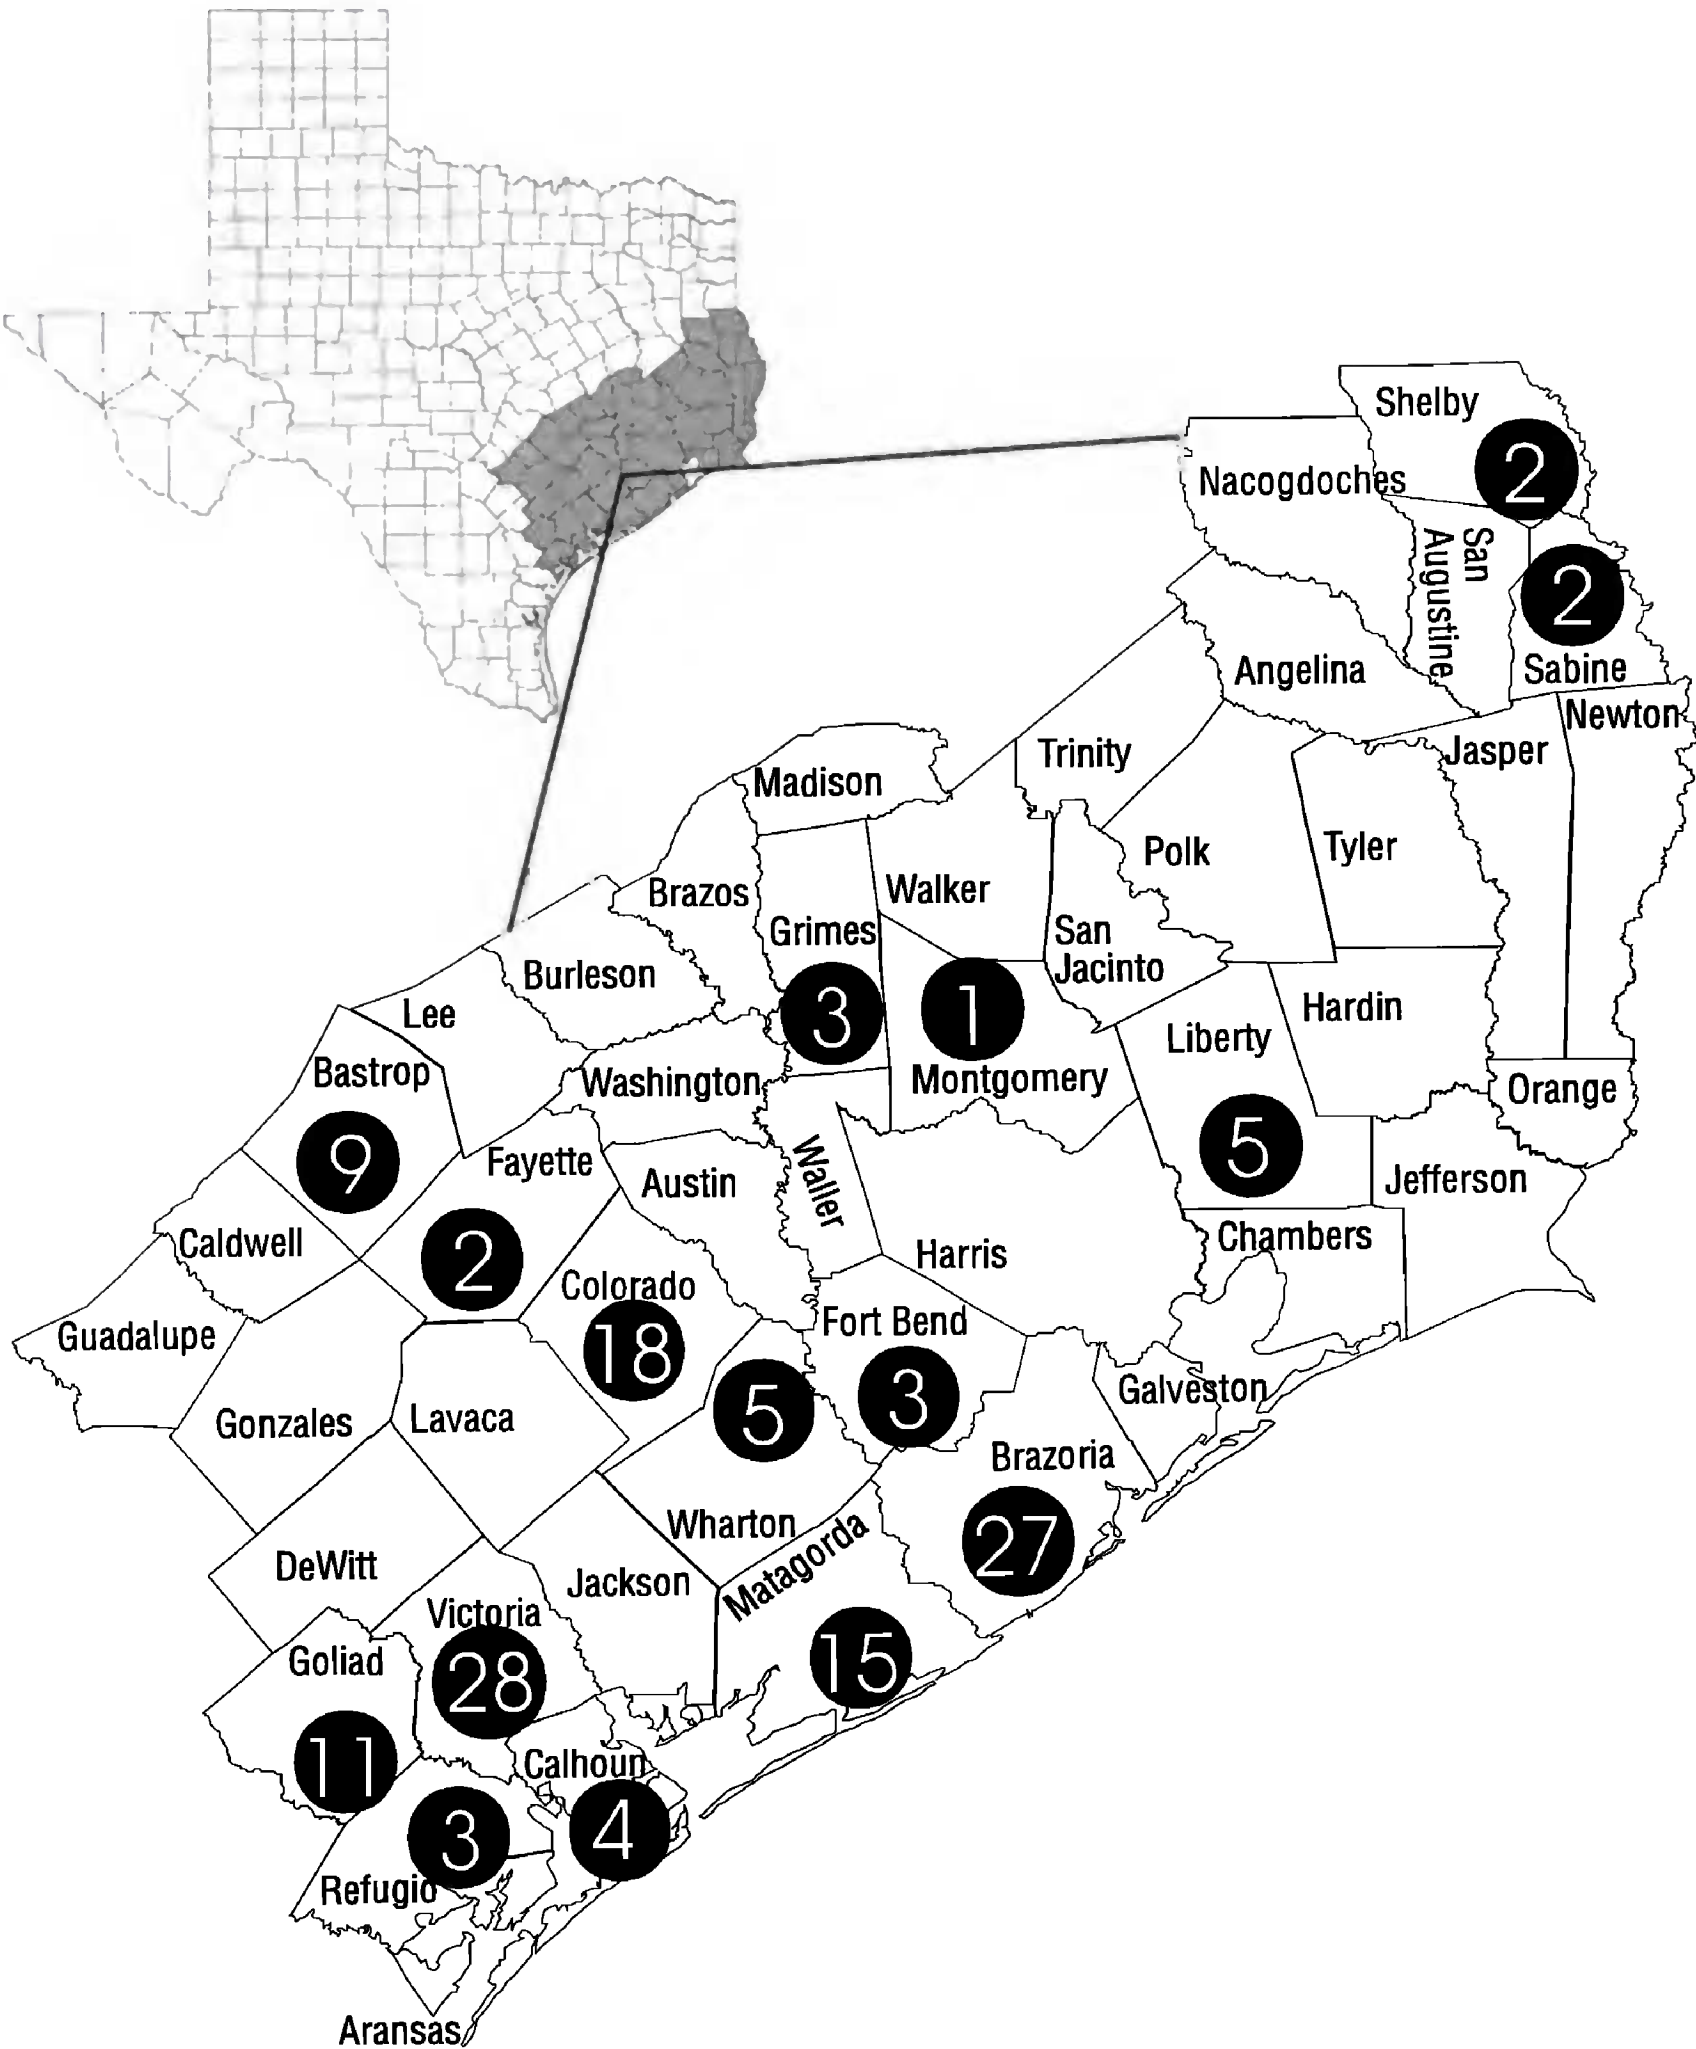 Shelby
2
Nacogdoches
San
Augustine
2
Sabine
Angelina
Newton
Jasper
Trinity
Madison
Polk
Tyler
Walker
Brazos
Grimes
San
Jacinto
Burleson
3
1
Hardin
Lee
Liberty
Bastrop
Washington
Montgomery
Orange
9
Fayette
Austin
Waller
5
Jefferson
Caldwell
2
Harris
Chambers
Colorado
18
Guadalupe
Fort Bend
3
5
Galveston
Gonzales
Lavaca
Brazoria
27
Wharton
Matagorda
DeWitt
Jackson
Victoria
28
Goliad
15
11
Calhoun
4
3
Refugio
Aransas